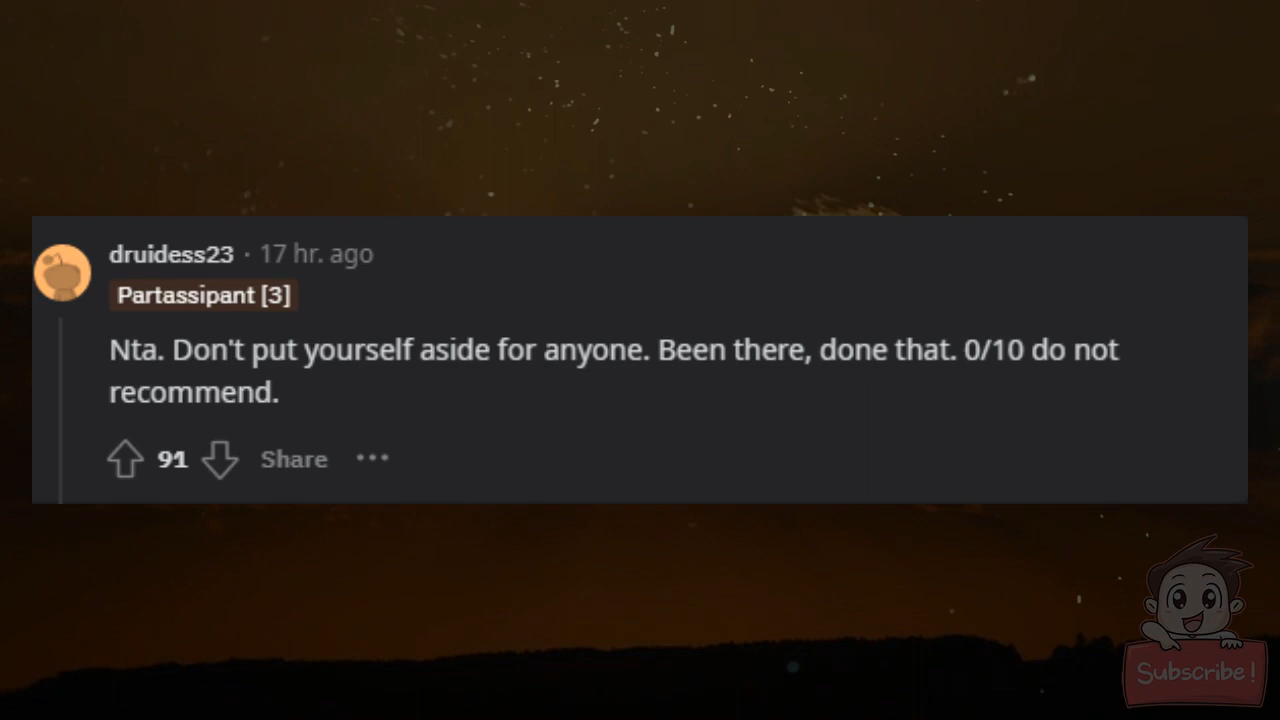 druidess23 · 17 hr. ago
Partassipant [3]
Nta. Don't put yourself aside for anyone. Been there, done that. 0/10 do not
recommend.
91 Share ···
Subscribe!